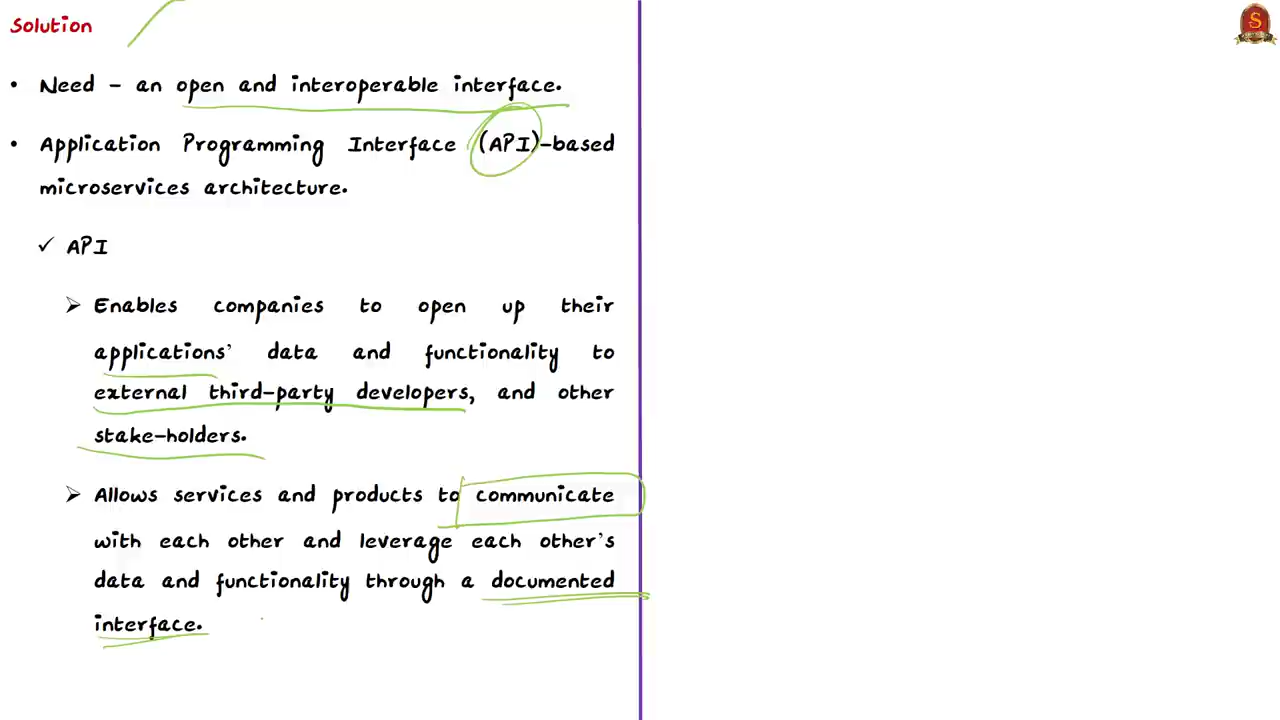 Solution
S
• Need – an open and interoperable interface.
• Application Programming Interface (API)-based
microservices architecture.
✓ API
➤ Enables companies to open up their
applications' data and functionality to
external third-party developers, and other
stake-holders.
➤ Allows services and products to communicate
with each other and leverage each other's
data and functionality through a documented
interface.